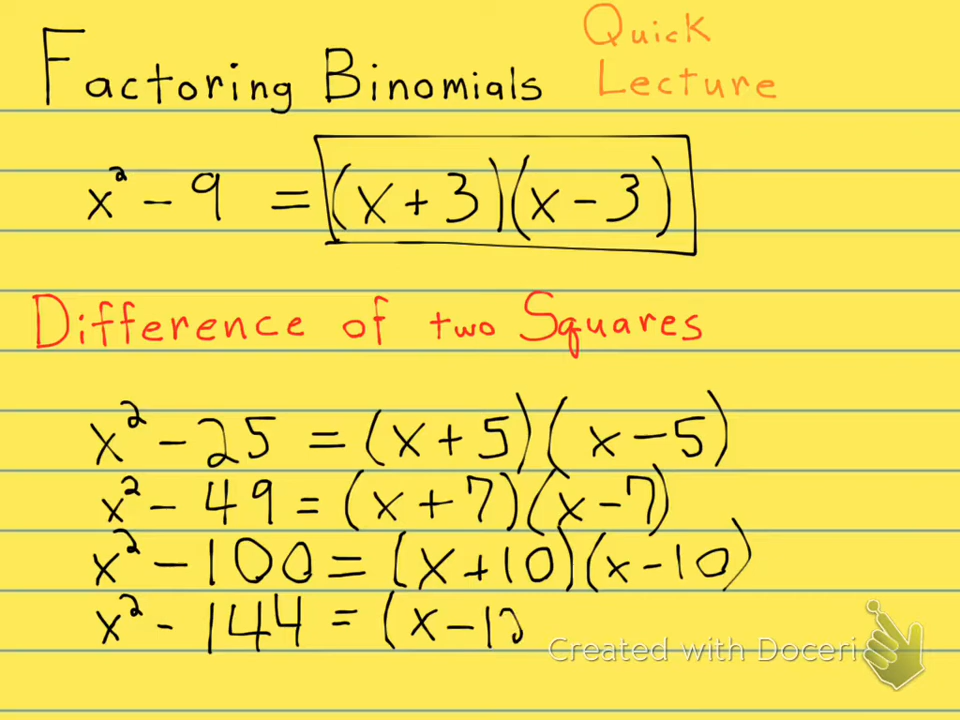 Factoring Binomials
Quick
Lecture
x² - 9 = (x + 3)(x - 3)
Difference of two Squares
x² - 25 = (x + 5)(x - 5)
x² - 49 = (x + 7)(x - 7)
x² - 100 = (x + 10)(x - 10)
x² - 144 = (x - 12
Created with Doceri